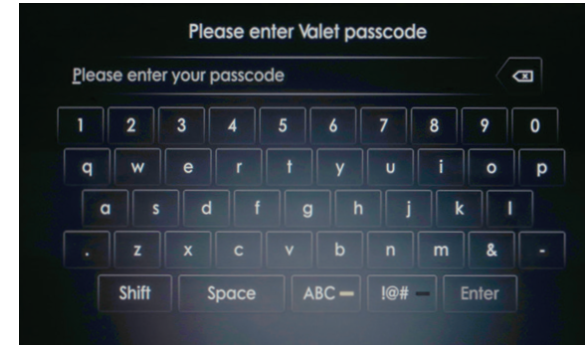 Please enter Valet passcode
Please enter your passcode
1 2 3 4 5 6 7 8 9 0
q w e r t y u i o p
a s d f g h j k l
. z x c v b n m & -
Shift Space ABC !@# Enter